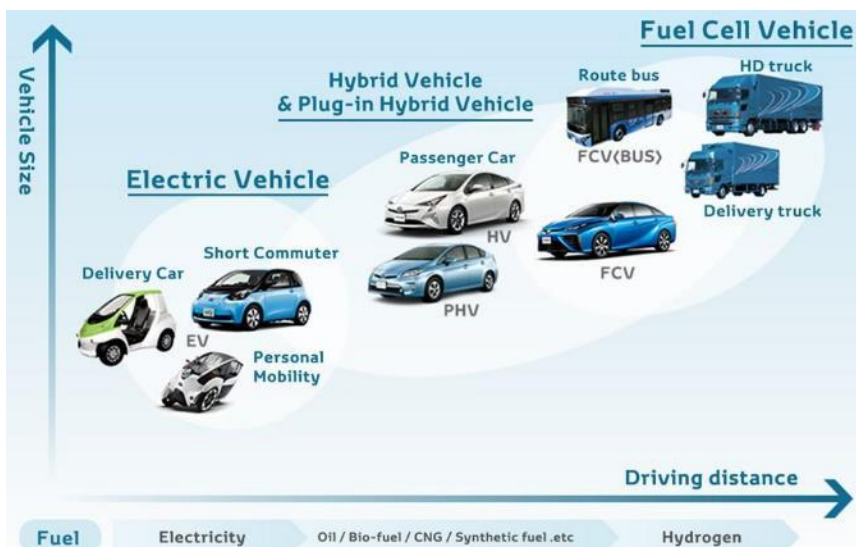 Fuel Cell Vehicle
Vehicle Size
Hybrid Vehicle
& Plug-in Hybrid Vehicle
Route bus
HD truck
FCV(BUS)
Passenger Car
Electric Vehicle
HV
Delivery truck
Short Commuter
Delivery Car
FCV
PHV
EV
Personal
Mobility
Driving distance
Fuel
Electricity
Oil / Bio-fuel / CNG / Synthetic fuel .etc
Hydrogen